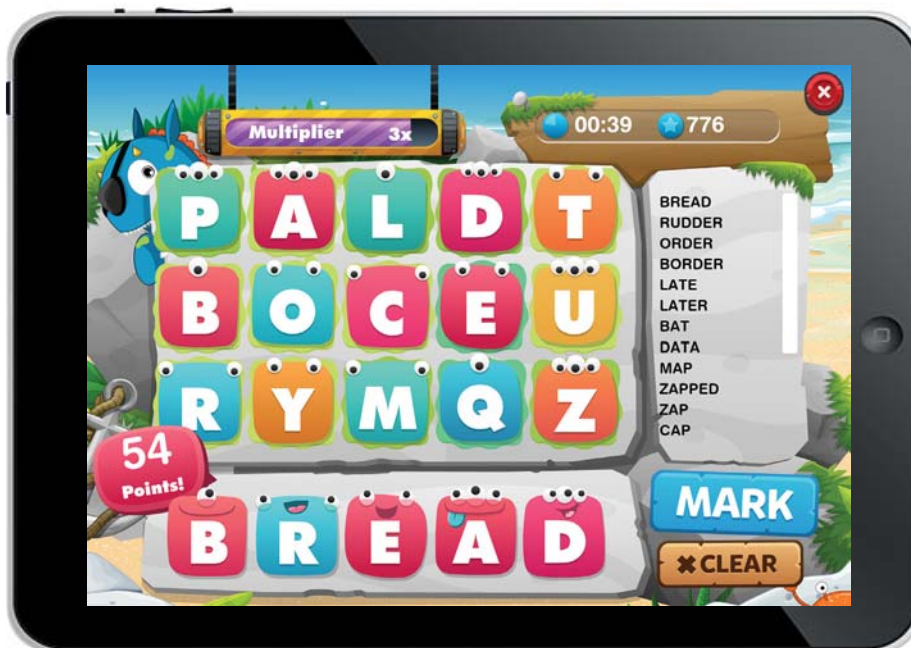 Multiplier 3x
00:39 776
P A L D T
B O C E U
R Y M Q Z
BREAD
RUDDER
ORDER
BORDER
LATE
LATER
BAT
DATA
MAP
ZAPPED
ZAP
CAP
54
Points!
B R E A D
MARK
CLEAR